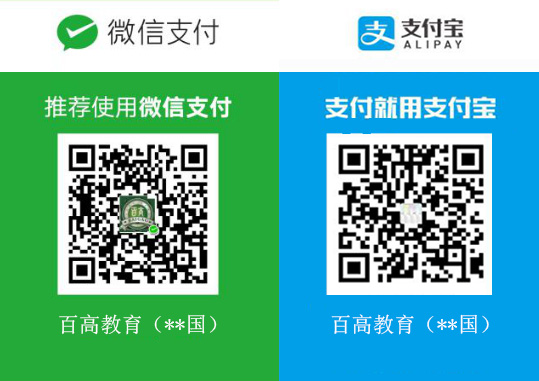 微信支付
推荐使用微信支付
百高教育（**国）
支付宝
ALIPAY
支付就用支付宝
百高教育（**国）